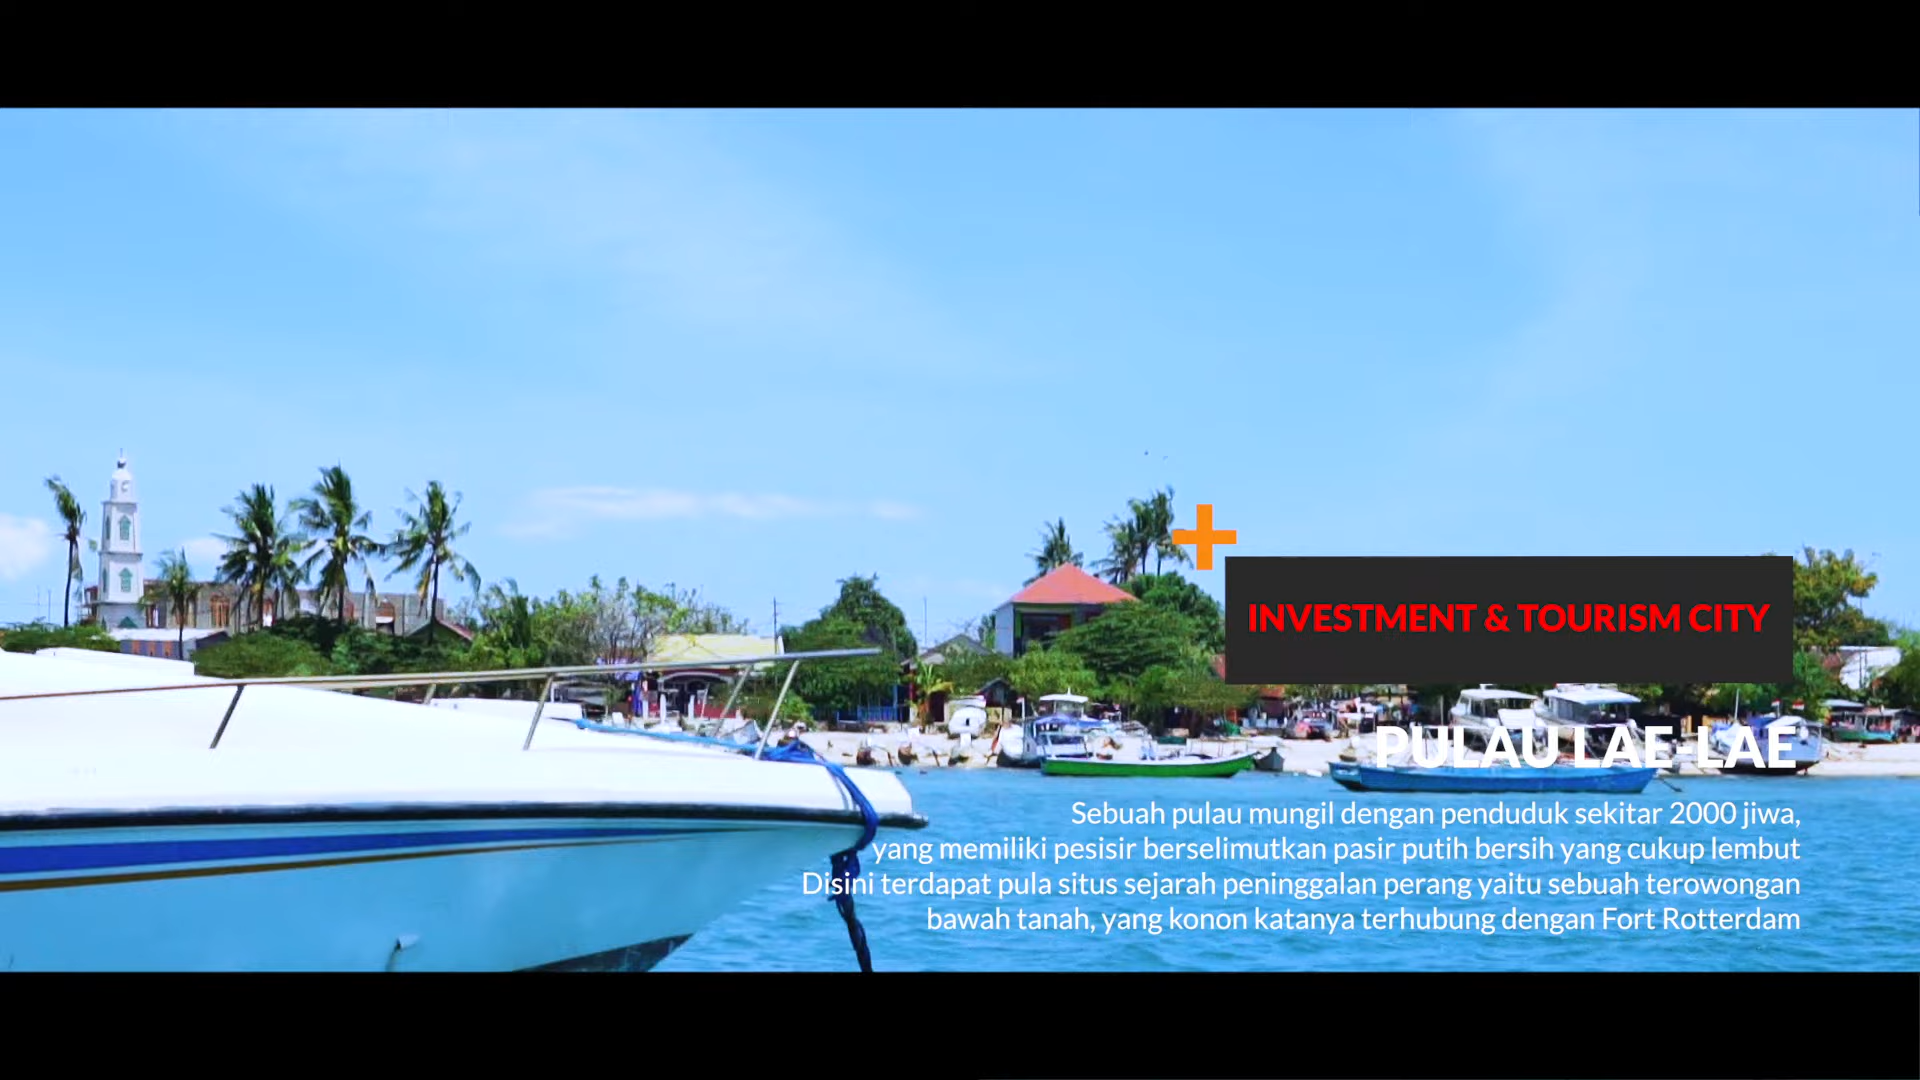 INVESTMENT & TOURISM CITY
PULAU LAE-LAE
Sebuah pulau mungil dengan penduduk sekitar 2000 jiwa,
yang memiliki pesisir berselimutkan pasir putih bersih yang cukup lembut
Disini terdapat pula situs sejarah peninggalan perang yaitu sebuah terowongan
bawah tanah, yang konon katanya terhubung dengan Fort Rotterdam